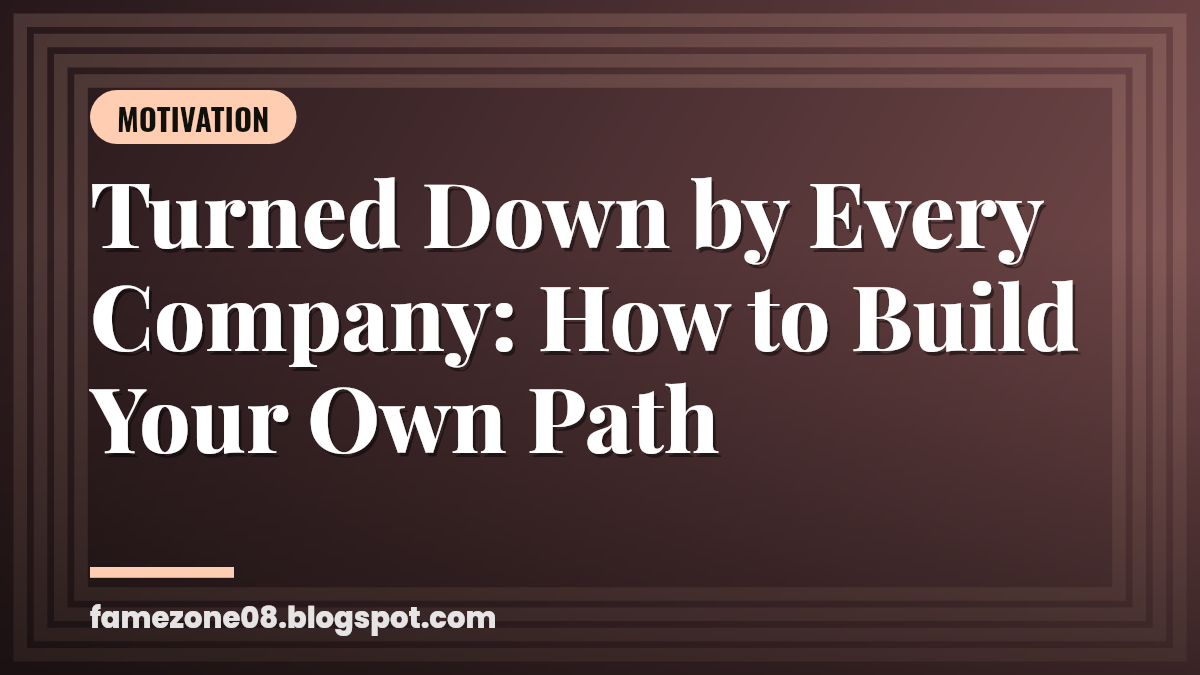 MOTIVATION
Turned Down by Every
Company: How to Build
Your Own Path
famezone08.blogspot.com